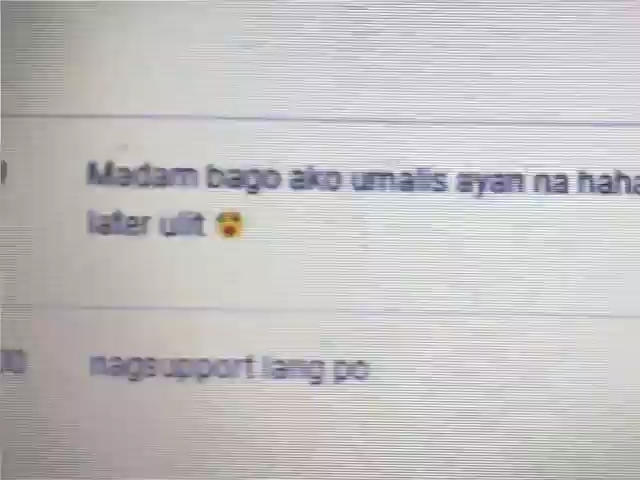 Madam bago ako umalis ayan na haha
later ulit 😲
nagsupport lang po